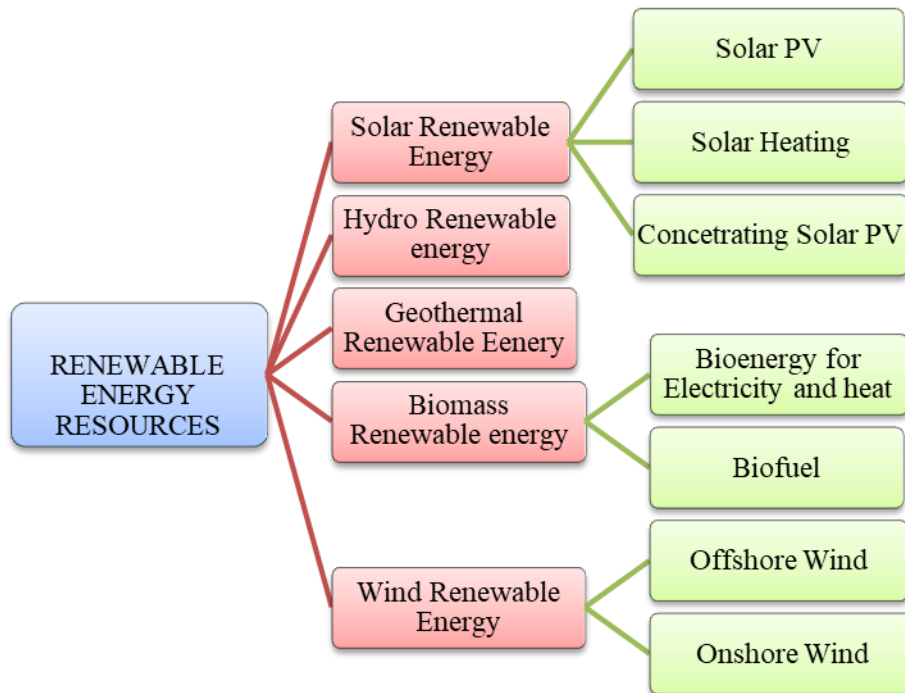 RENEWABLE
ENERGY
RESOURCES
Solar Renewable
Energy
Hydro Renewable
energy
Geothermal
Renewable Eenery
Biomass
Renewable energy
Wind Renewable
Energy
Solar PV
Solar Heating
Concetrating Solar PV
Bioenergy for
Electricity and heat
Biofuel
Offshore Wind
Onshore Wind